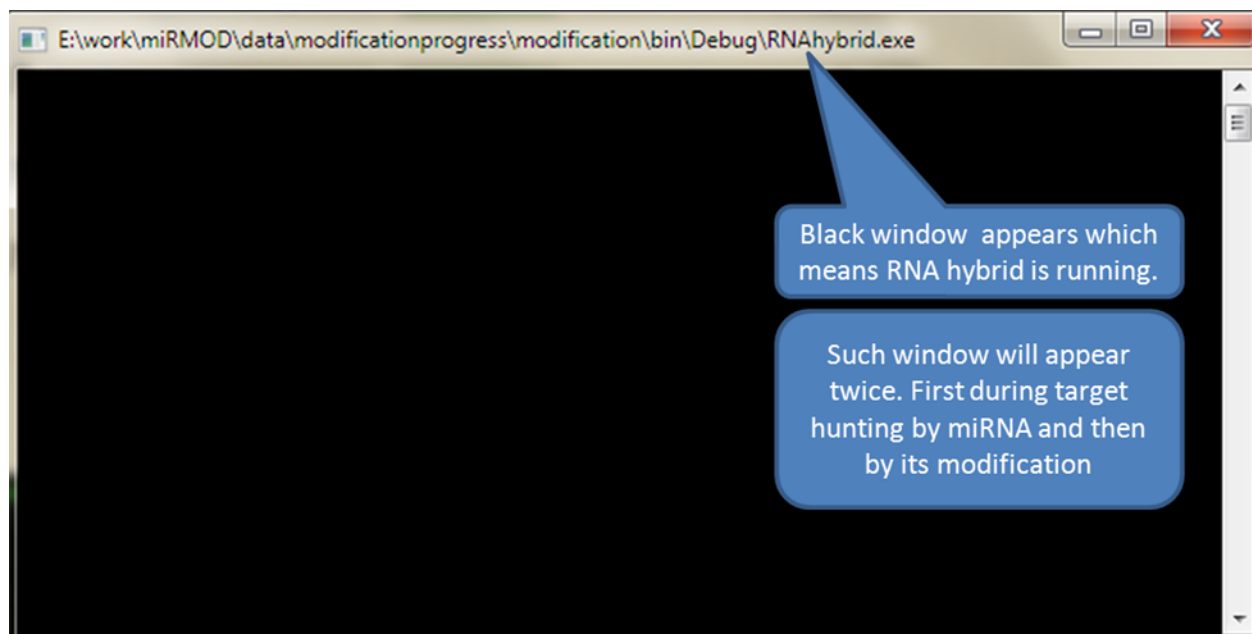 E:\work\miRMOD\data\modificationprogress\modification\bin\Debug\RNAhybrid.exe
Black window appears which
means RNA hybrid is running.
Such window will appear
twice. First during target
hunting by miRNA and then
by its modification